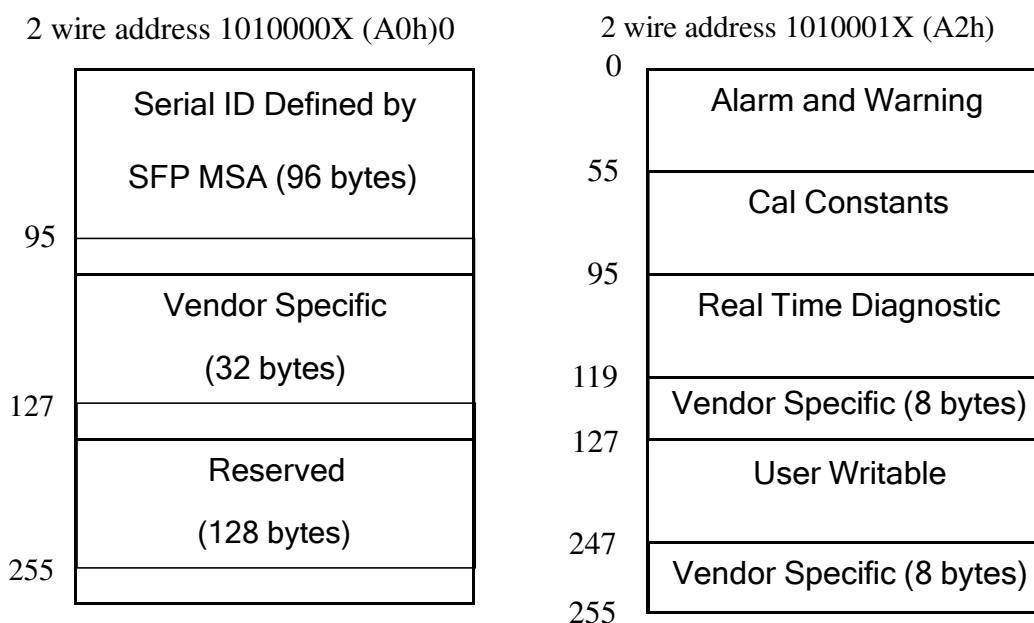 2 wire address 1010000X (A0h)0
Serial ID Defined by
SFP MSA (96 bytes)
95
Vendor Specific
(32 bytes)
127
Reserved
(128 bytes)
255
2 wire address 1010001X (A2h)
0
Alarm and Warning
55
Cal Constants
95
Real Time Diagnostic
119
Vendor Specific (8 bytes)
127
User Writable
247
Vendor Specific (8 bytes)
255